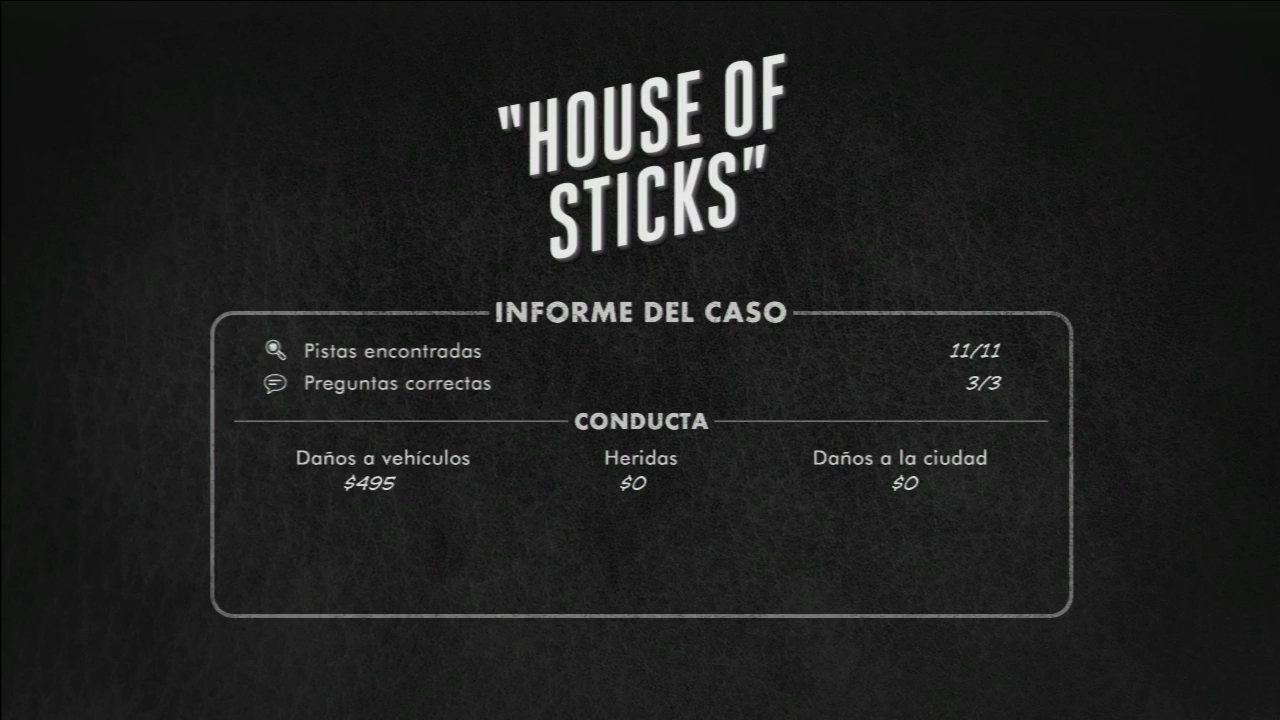 "HOUSE OF
STICKS"
INFORME DEL CASO
Pistas encontradas 11/11
Preguntas correctas 3/3
CONDUCTA
Daños a vehículos Heridas Daños a la ciudad
$495 $0 $0